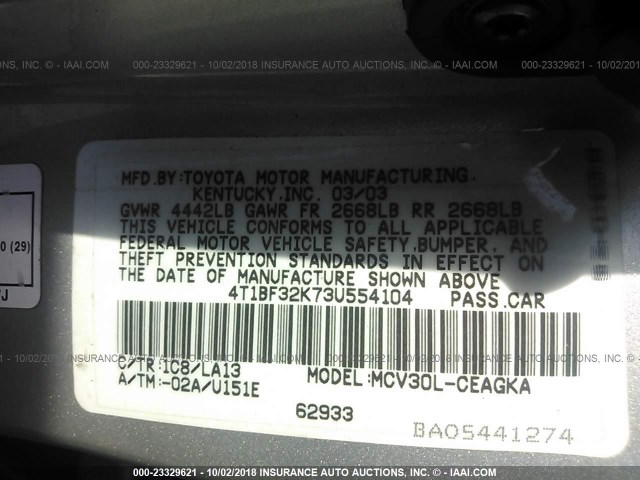 000-23329621 - 10/02/2018 INSURANCE AUTO AUCTIONS, INC. © - IAAI.COM
MFD.BY:TOYOTA MOTOR MANUFACTURING.
KENTUCKY.INC. 03/03
GVWR 4442LB GAWR FR 2668LB RR 2668LB
THIS VEHICLE CONFORMS TO ALL APPLICABLE
FEDERAL MOTOR VEHICLE SAFETY,BUMPER, AND
THEFT PREVENTION STANDARDS IN EFFECT ON
THE DATE OF MANUFACTURE SHOWN ABOVE
4T1BF32K73U554104 PASS.CAR
0 (29)
C/TR:1C8/LA13
A/TM:-02A/U151E
MODEL:MCV30L-CEAGKA
62933
BA05441274
000-23329621 - 10/02/2018 INSURANCE AUTO AUCTIONS, INC. © - IAAI.COM